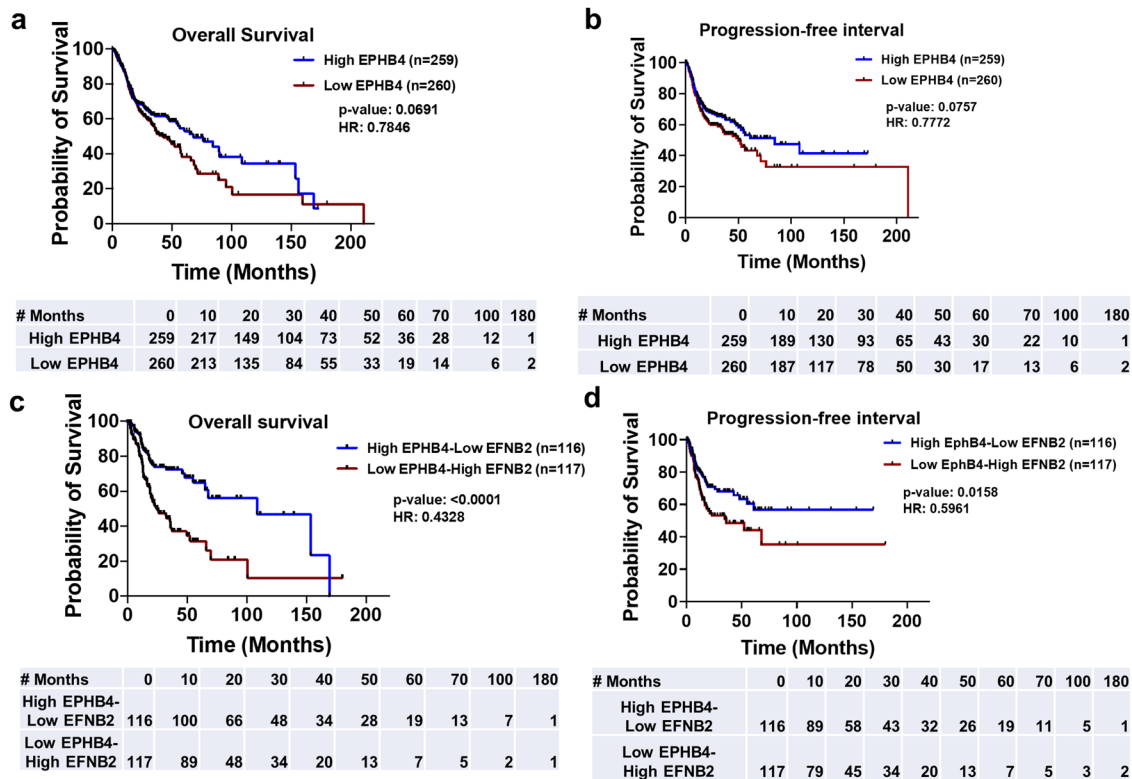 a
Overall Survival
High EPHB4 (n=259)
Low EPHB4 (n=260)
p-value: 0.0691
HR: 0.7846
Probability of Survival
100
80
60
40
20
0
0 50 100 150 200
Time (Months)
# Months 0 10 20 30 40 50 60 70 100 180
High EPHB4 259 217 149 104 73 52 36 28 12 1
Low EPHB4 260 213 135 84 55 33 19 14 6 2
b
Progression-free interval
High EPHB4 (n=259)
Low EPHB4 (n=260)
p-value: 0.0757
HR: 0.7772
Probability of Survival
100
80
60
40
20
0
0 50 100 150 200
Time (Months)
# Months 0 10 20 30 40 50 60 70 100 180
High EPHB4 259 189 130 93 65 43 30 22 10 1
Low EPHB4 260 187 117 78 50 30 17 13 6 2
c
Overall survival
High EPHB4-Low EFNB2 (n=116)
Low EPHB4-High EFNB2 (n=117)
p-value: <0.0001
HR: 0.4328
Probability of Survival
100
80
60
40
20
0
0 50 100 150 200
Time (Months)
# Months 0 10 20 30 40 50 60 70 100 180
High EPHB4-
Low EFNB2 116 100 66 48 34 28 19 13 7 1
Low EPHB4-
High EFNB2 117 89 48 34 20 13 7 5 2 1
d
Progression-free interval
High EphB4-Low EFNB2 (n=116)
Low EphB4-High EFNB2 (n=117)
p-value: 0.0158
HR: 0.5961
Probability of Survival
100
80
60
40
20
0
0 50 100 150 200
Time (Months)
# Months 0 10 20 30 40 50 60 70 100 180
High EPHB4-
Low EFNB2 116 89 58 43 32 26 19 11 5 1
Low EPHB4-
High EFNB2 117 79 45 34 20 13 7 5 3 2